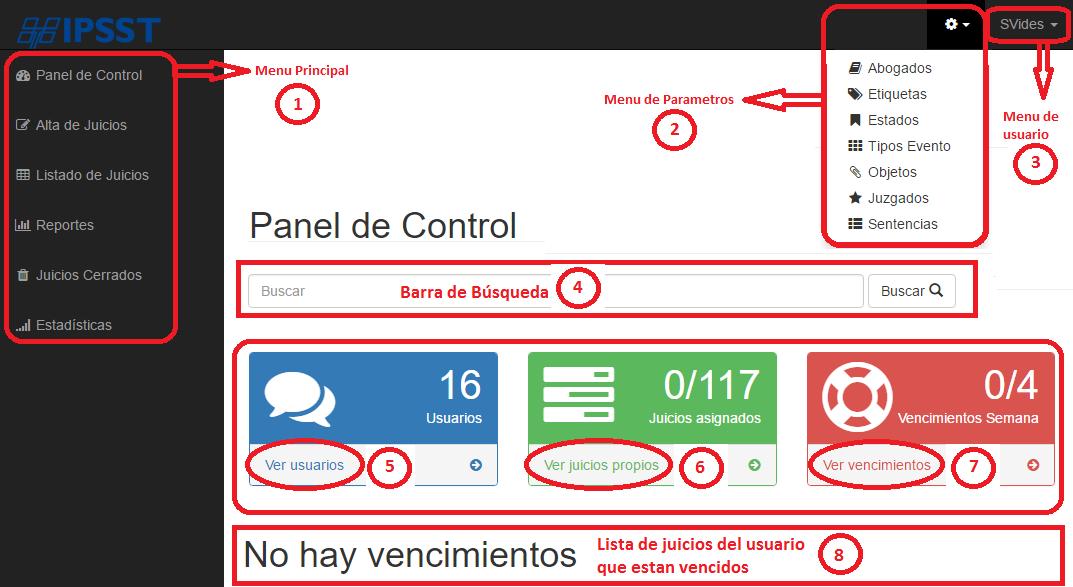 IPSST
SVides
Panel de Control
Alta de Juicios
Listado de Juicios
Reportes
Juicios Cerrados
Estadísticas
Menu Principal
1
Menu de Parametros
2
Abogados
Etiquetas
Estados
Tipos Evento
Objetos
Juzgados
Sentencias
Menu de
usuario
3
Panel de Control
Buscar
Barra de Búsqueda
4
Buscar
16
Usuarios
Ver usuarios
5
0/117
Juicios asignados
Ver juicios propios
6
0/4
Vencimientos Semana
Ver vencimientos
7
No hay vencimientos
Lista de juicios del usuario
que estan vencidos
8